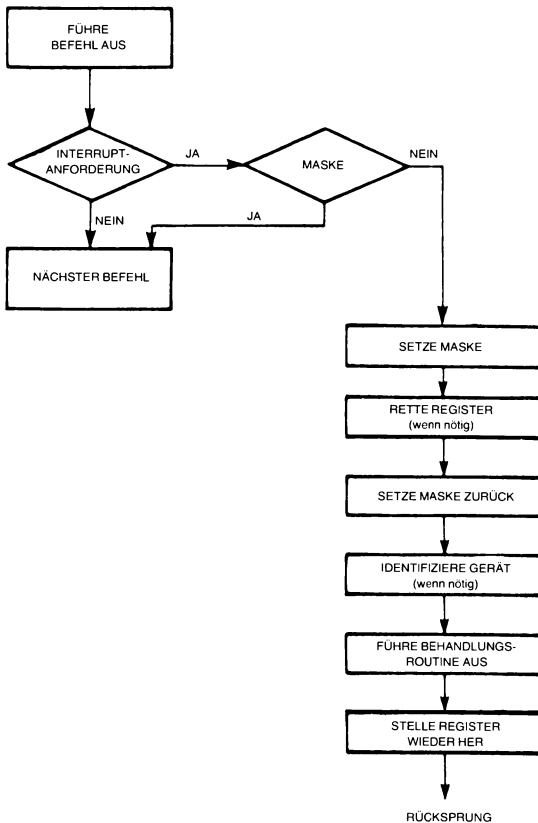 FÜHRE
BEFEHL AUS
INTERRUPT-
ANFORDERUNG
JA
MASKE
NEIN
NEIN
JA
NÄCHSTER BEFEHL
SETZE MASKE
RETTE REGISTER
(wenn nötig)
SETZE MASKE ZURÜCK
IDENTIFIZIERE GERÄT
(wenn nötig)
FÜHRE BEHANDLUNGS-
ROUTINE AUS
STELLE REGISTER
WIEDER HER
RÜCKSPRUNG